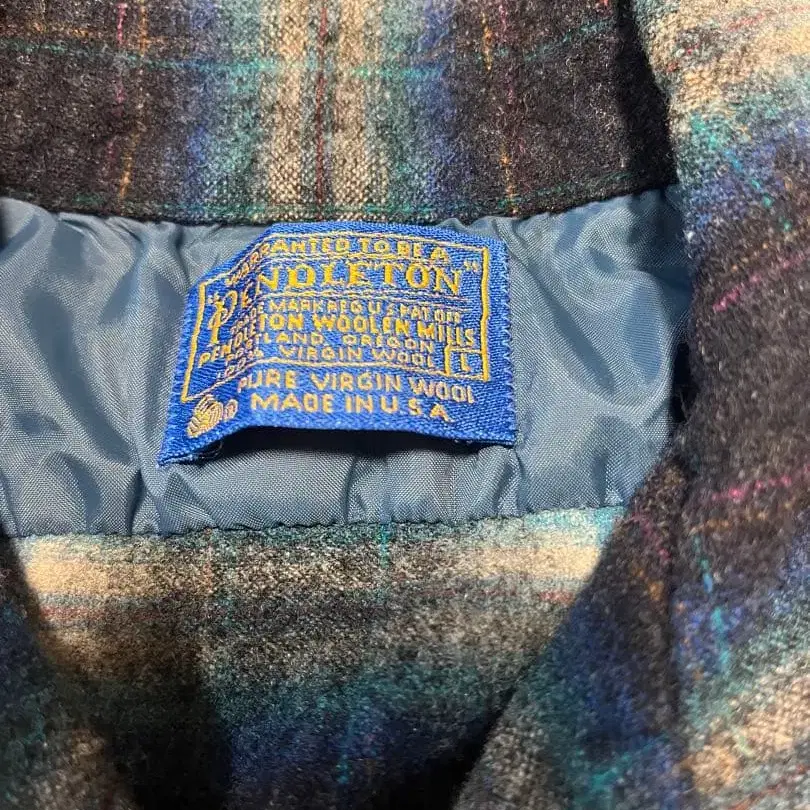 "WARRANTED TO BE A"
PENDLETON
TRADE MARK REG U.S. PAT. OFF.
PENDLETON WOOLEN MILLS
PORTLAND, OREGON
100% VIRGIN WOOL L
PURE VIRGIN WOOL
® MADE IN U.S.A.